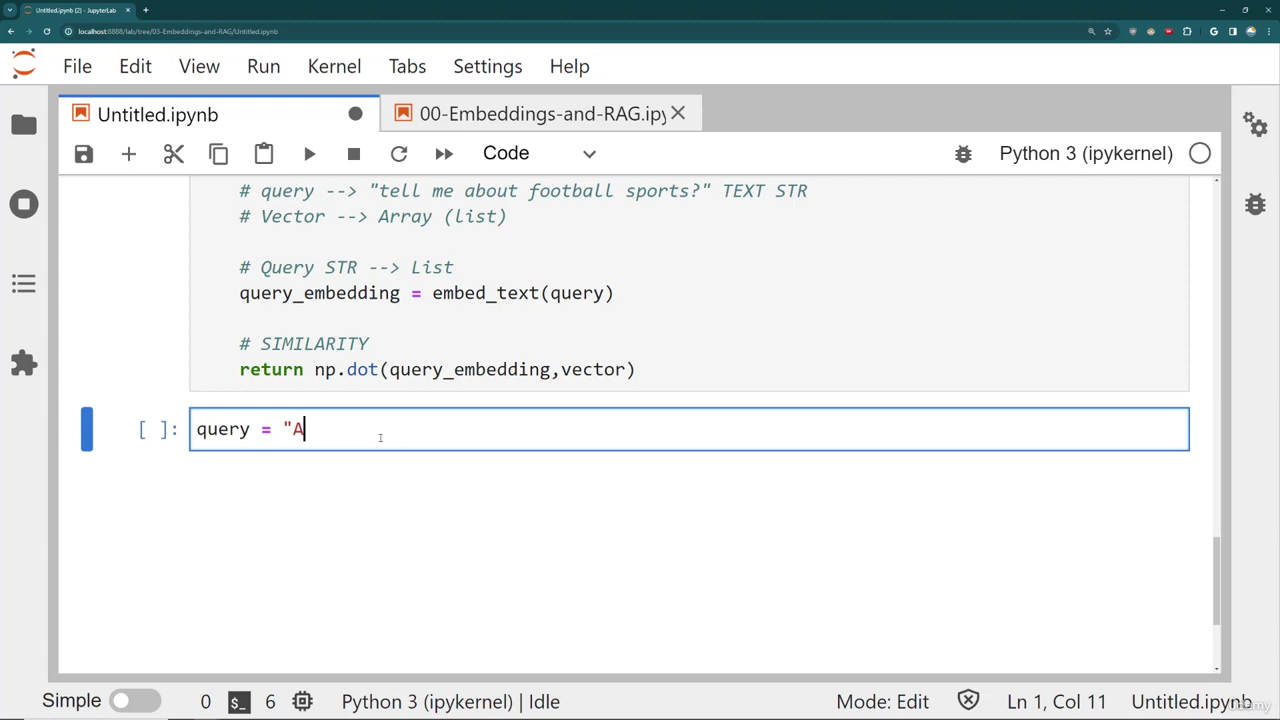 Untitled.ipynb (2) - JupyterLab
localhost:8888/lab/tree/03-Embeddings-and-RAG/Untitled.ipynb
File Edit View Run Kernel Tabs Settings Help
Untitled.ipynb 00-Embeddings-and-RAG.ipy
Code Python 3 (ipykernel)
# query --> "tell me about football sports?" TEXT STR
# Vector --> Array (list)
# Query STR --> List
query_embedding = embed_text(query)
# SIMILARITY
return np.dot(query_embedding,vector)
[ ]: query = "A
Simple 0 6 Python 3 (ipykernel) | Idle Mode: Edit Ln 1, Col 11 Untitled.ipynb
Udemy